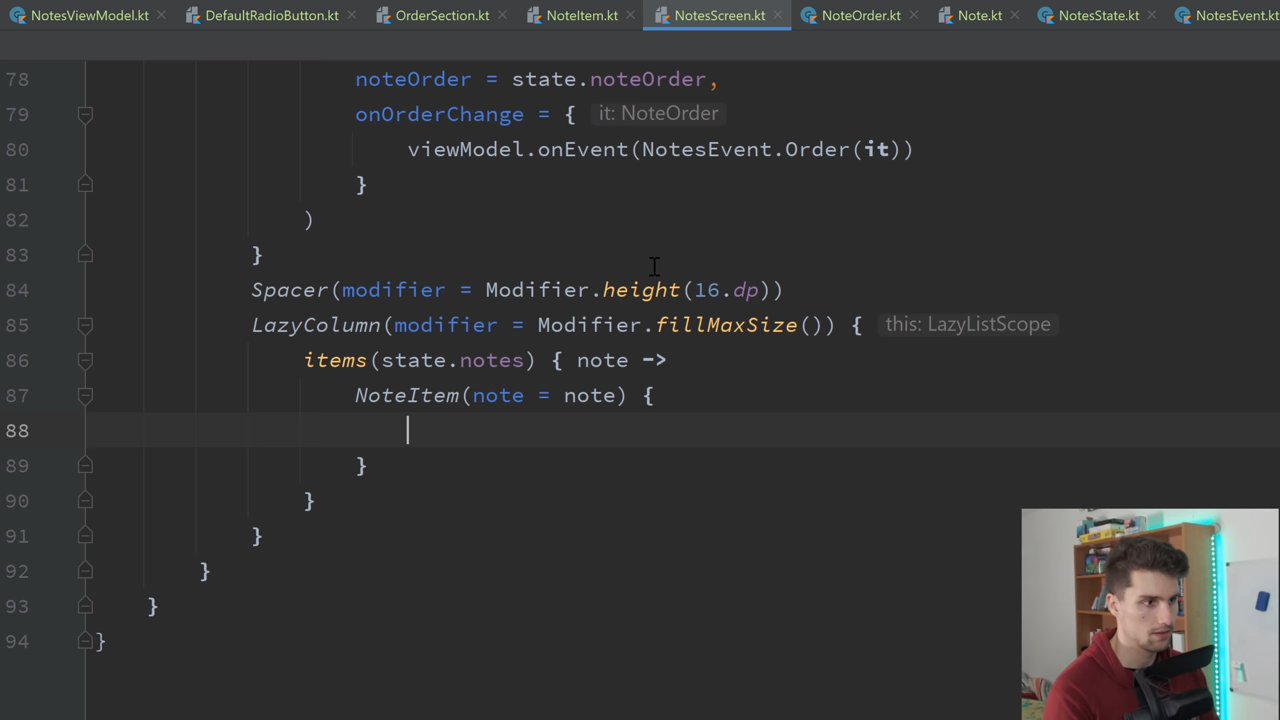 NotesViewModel.kt DefaultRadioButton.kt OrderSection.kt NoteItem.kt NotesScreen.kt NoteOrder.kt Note.kt NotesState.kt NotesEvent.kt
78 noteOrder = state.noteOrder,
79 onOrderChange = { it: NoteOrder
80 viewModel.onEvent(NotesEvent.Order(it))
81 }
82 )
83 }
84 Spacer(modifier = Modifier.height(16.dp))
85 LazyColumn(modifier = Modifier.fillMaxSize()) { this: LazyListScope
86 items(state.notes) { note ->
87 NoteItem(note = note) {
88
89 }
90 }
91 }
92 }
93 }
94 }